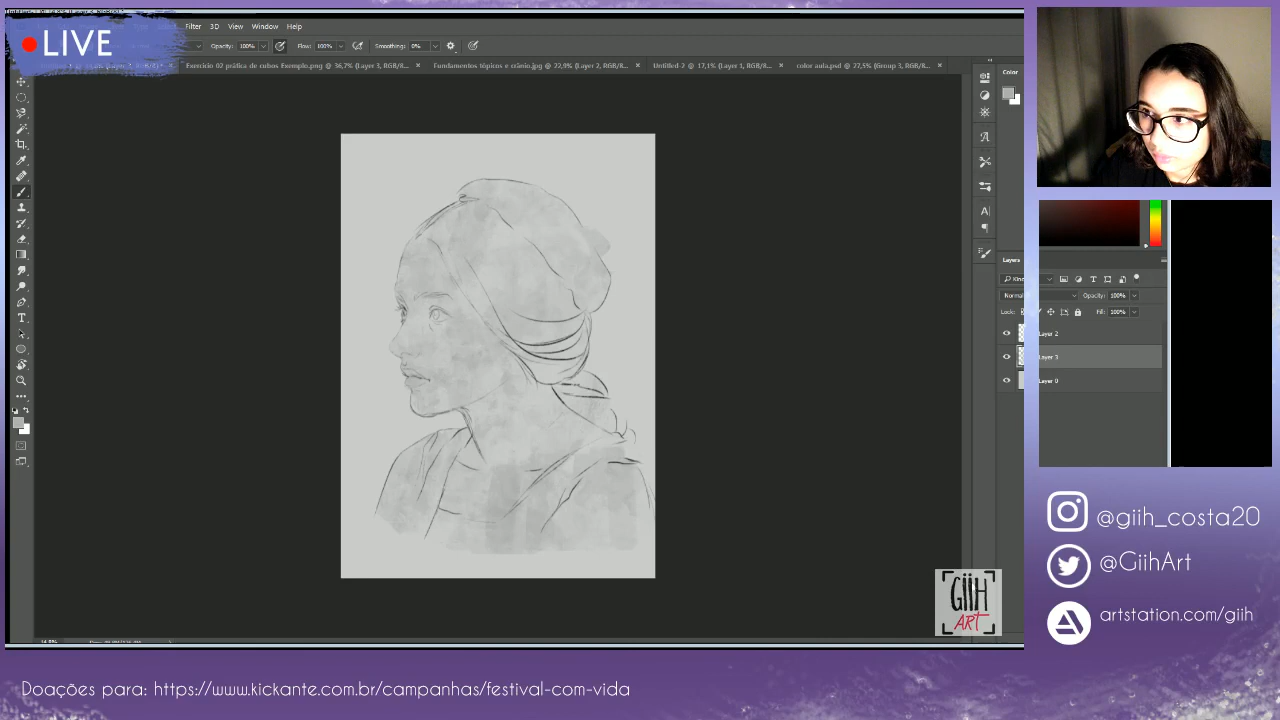 LIVE
Filter 3D View Window Help
Opacity: 100% Flow: 100% Smoothing: 0%
Exercicio 02 prática de cubos Exemplo.png @ 36,7% (Layer 3, RGB/8...
Fundamentos tópicos e crânio.jpg @ 22,9% (Layer 2, RGB/8...
Untitled-2 @ 17,1% (Layer 1, RGB/8...
color aula.psd @ 27,5% (Group 3, RGB/8...
Color
Layers
Opacity: 100%
Lock: Fill: 100%
Layer 2
Layer 3
Layer 0
GiiH
ART
@giih_costa20
@GiihArt
artstation.com/giih
Doações para: https://www.kickante.com.br/campanhas/festival-com-vida